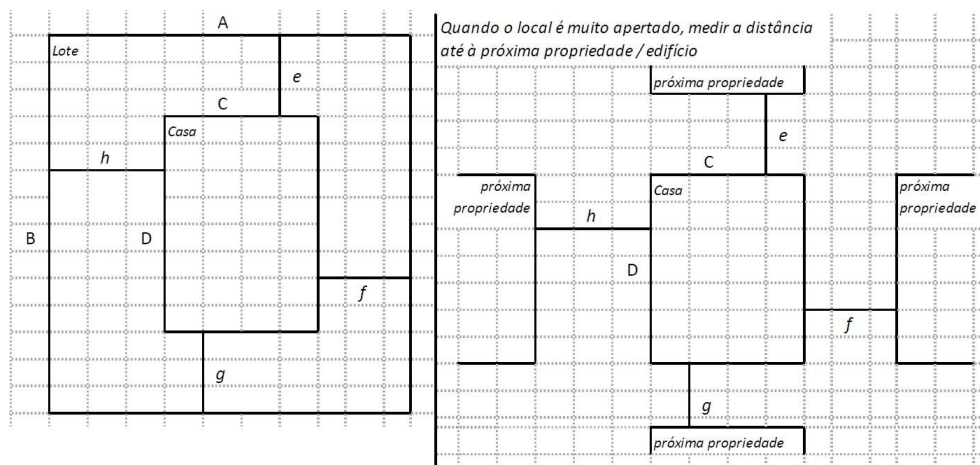 A
Lote
e
C
Casa
h
B
D
f
g
Quando o local é muito apertado, medir a distância
até à próxima propriedade / edifício
próxima propriedade
e
C
próxima
propriedade
Casa
próxima
propriedade
h
D
f
g
próxima propriedade